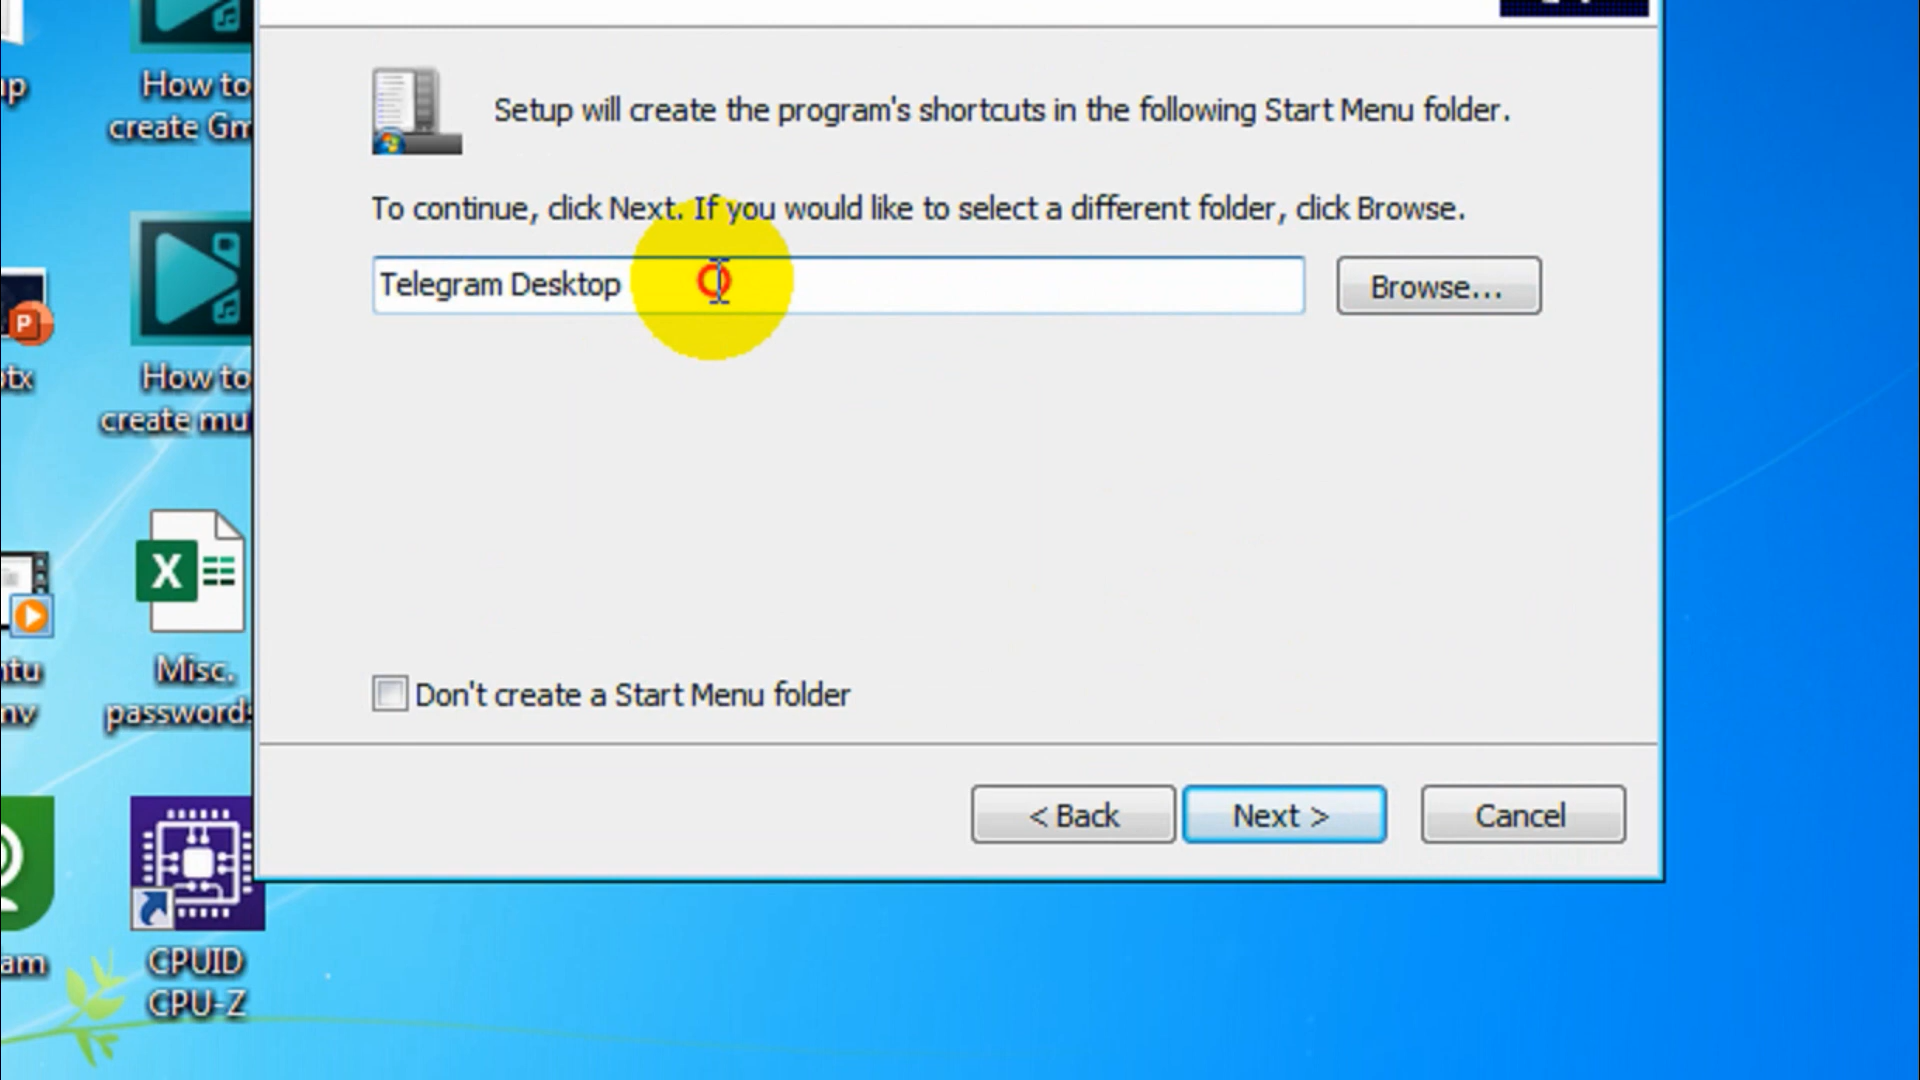 How to
create Gm
Setup will create the program's shortcuts in the following Start Menu folder.
To continue, click Next. If you would like to select a different folder, click Browse.
Telegram Desktop
Browse...
P
How to
create mu
X
Misc.
password
Don't create a Start Menu folder
< Back
Next >
Cancel
am
CPUID
CPU-Z